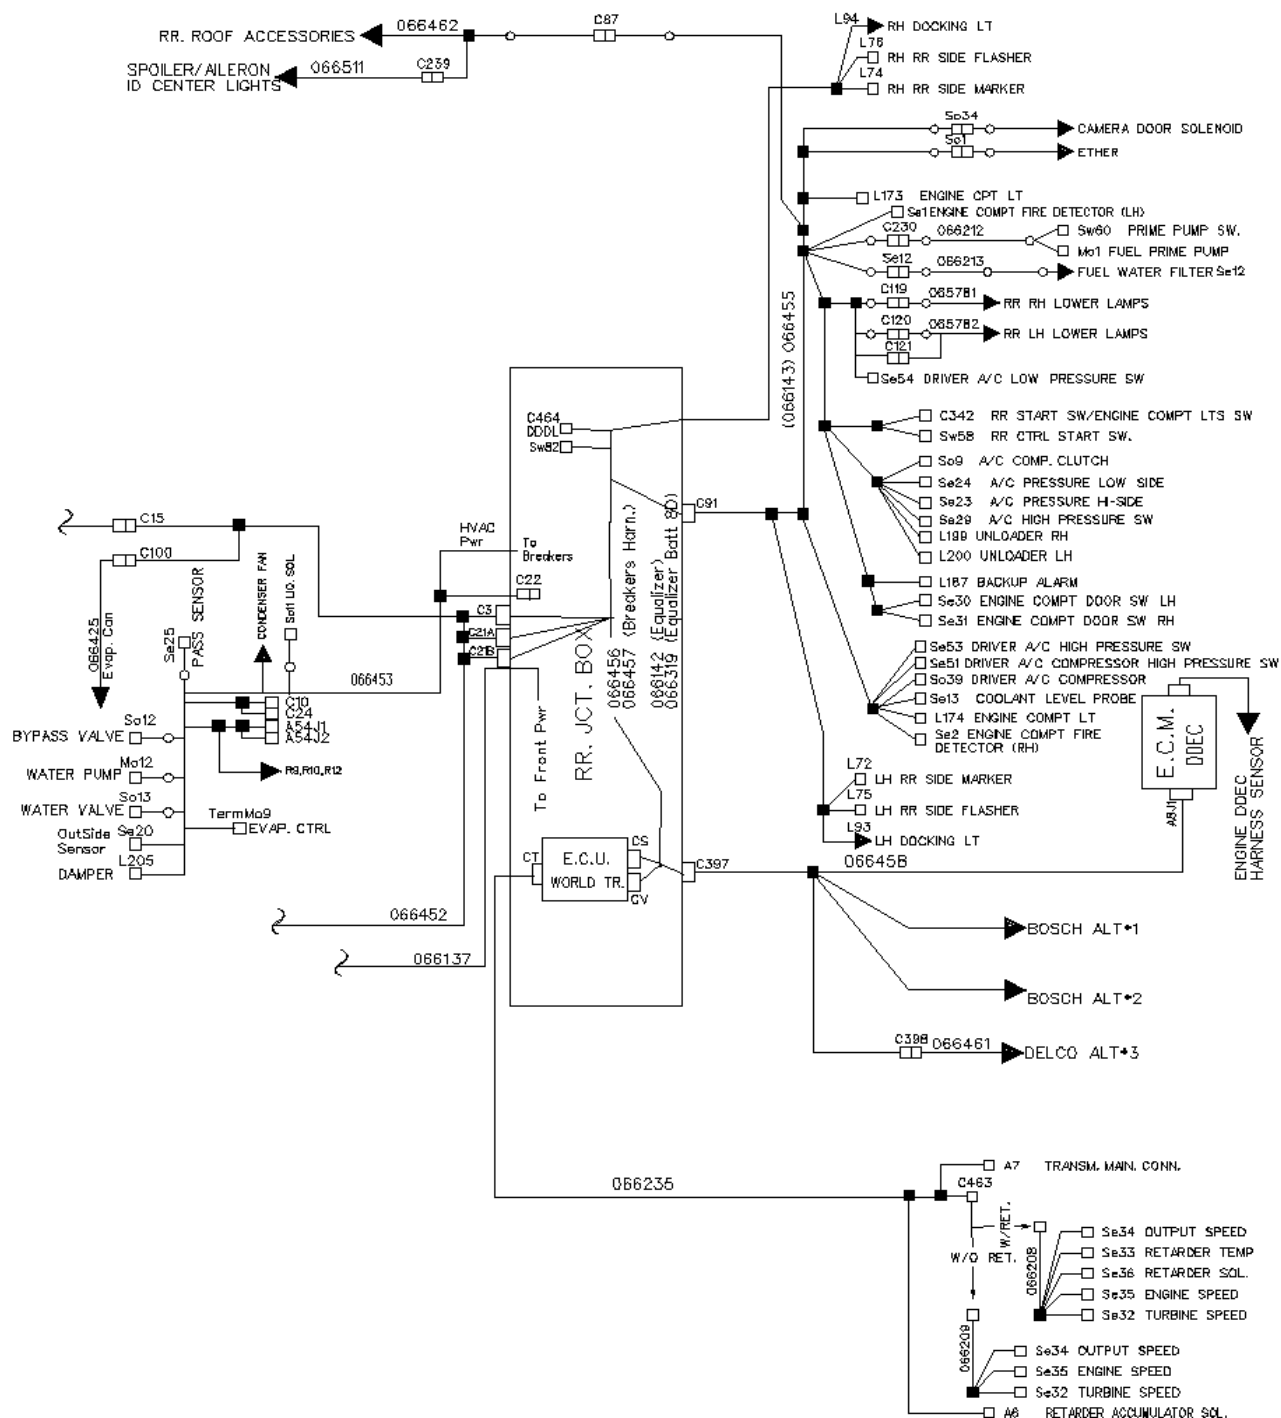 RR. ROOF ACCESSORIES
066462
C87
SPOILER/AILERON
ID CENTER LIGHTS
066511
C239
L94
RH DOCKING LT
L76
RH RR SIDE FLASHER
L74
RH RR SIDE MARKER
So34
CAMERA DOOR SOLENOID
So1
ETHER
L173 ENGINE CPT LT
Se1 ENGINE COMPT FIRE DETECTOR (LH)
C230
066212
Sw60 PRIME PUMP SW.
Mo1 FUEL PRIME PUMP
Se12
066213
FUEL WATER FILTER Se12
C119
065781
RR RH LOWER LAMPS
C120
065782
RR LH LOWER LAMPS
C121
Se54 DRIVER A/C LOW PRESSURE SW
(066143) 066455
C342 RR START SW/ENGINE COMPT LTS SW
Sw58 RR CTRL START SW.
So9 A/C COMP. CLUTCH
Se24 A/C PRESSURE LOW SIDE
Se23 A/C PRESSURE HI-SIDE
Se29 A/C HIGH PRESSURE SW
L199 UNLOADER RH
L200 UNLOADER LH
L187 BACKUP ALARM
Se30 ENGINE COMPT DOOR SW LH
Se31 ENGINE COMPT DOOR SW RH
Se53 DRIVER A/C HIGH PRESSURE SW
Se51 DRIVER A/C COMPRESSOR HIGH PRESSURE SW
So39 DRIVER A/C COMPRESSOR
Se13 COOLANT LEVEL PROBE
L174 ENGINE COMPT LT
Se2 ENGINE COMPT FIRE
DETECTOR (RH)
L72
LH RR SIDE MARKER
L75
LH RR SIDE FLASHER
L93
LH DOCKING LT
C464
DDDL
Sw82
C91
HVAC
Pwr
To
Breakers
C22
C3
C21A
C21B
RR. JCT. BOX
066456
066457 (Breakers Harn.)
066142 (Equalizer)
066319 (Equalizer Batt 8D)
To Front Pwr
C15
C100
066425
Evap. Can
Se25
PASS SENSOR
CONDENSER FAN
So11 LIQ. SOL
066453
C10
C24
A54J1
A54J2
R9,R10,R12
So12
BYPASS VALVE
Mo12
WATER PUMP
So13
WATER VALVE
OutSide
Sensor
Se20
L205
DAMPER
TermMo9
EVAP. CTRL
CT
E.C.U.
WORLD TR.
CS
CV
C397
06645B
E.C.M.
DDEC
A8J1
ENGINE DDEC
HARNESS SENSOR
066452
066137
BOSCH ALT#1
BOSCH ALT#2
C398
066461
DELCO ALT#3
066235
A7 TRANSM. MAIN. CONN.
C463
W/RET.
W/O RET.
066208
Se34 OUTPUT SPEED
Se33 RETARDER TEMP
Se36 RETARDER SOL.
Se35 ENGINE SPEED
Se32 TURBINE SPEED
066209
Se34 OUTPUT SPEED
Se35 ENGINE SPEED
Se32 TURBINE SPEED
A6 RETARDER ACCUMULATOR SOL.